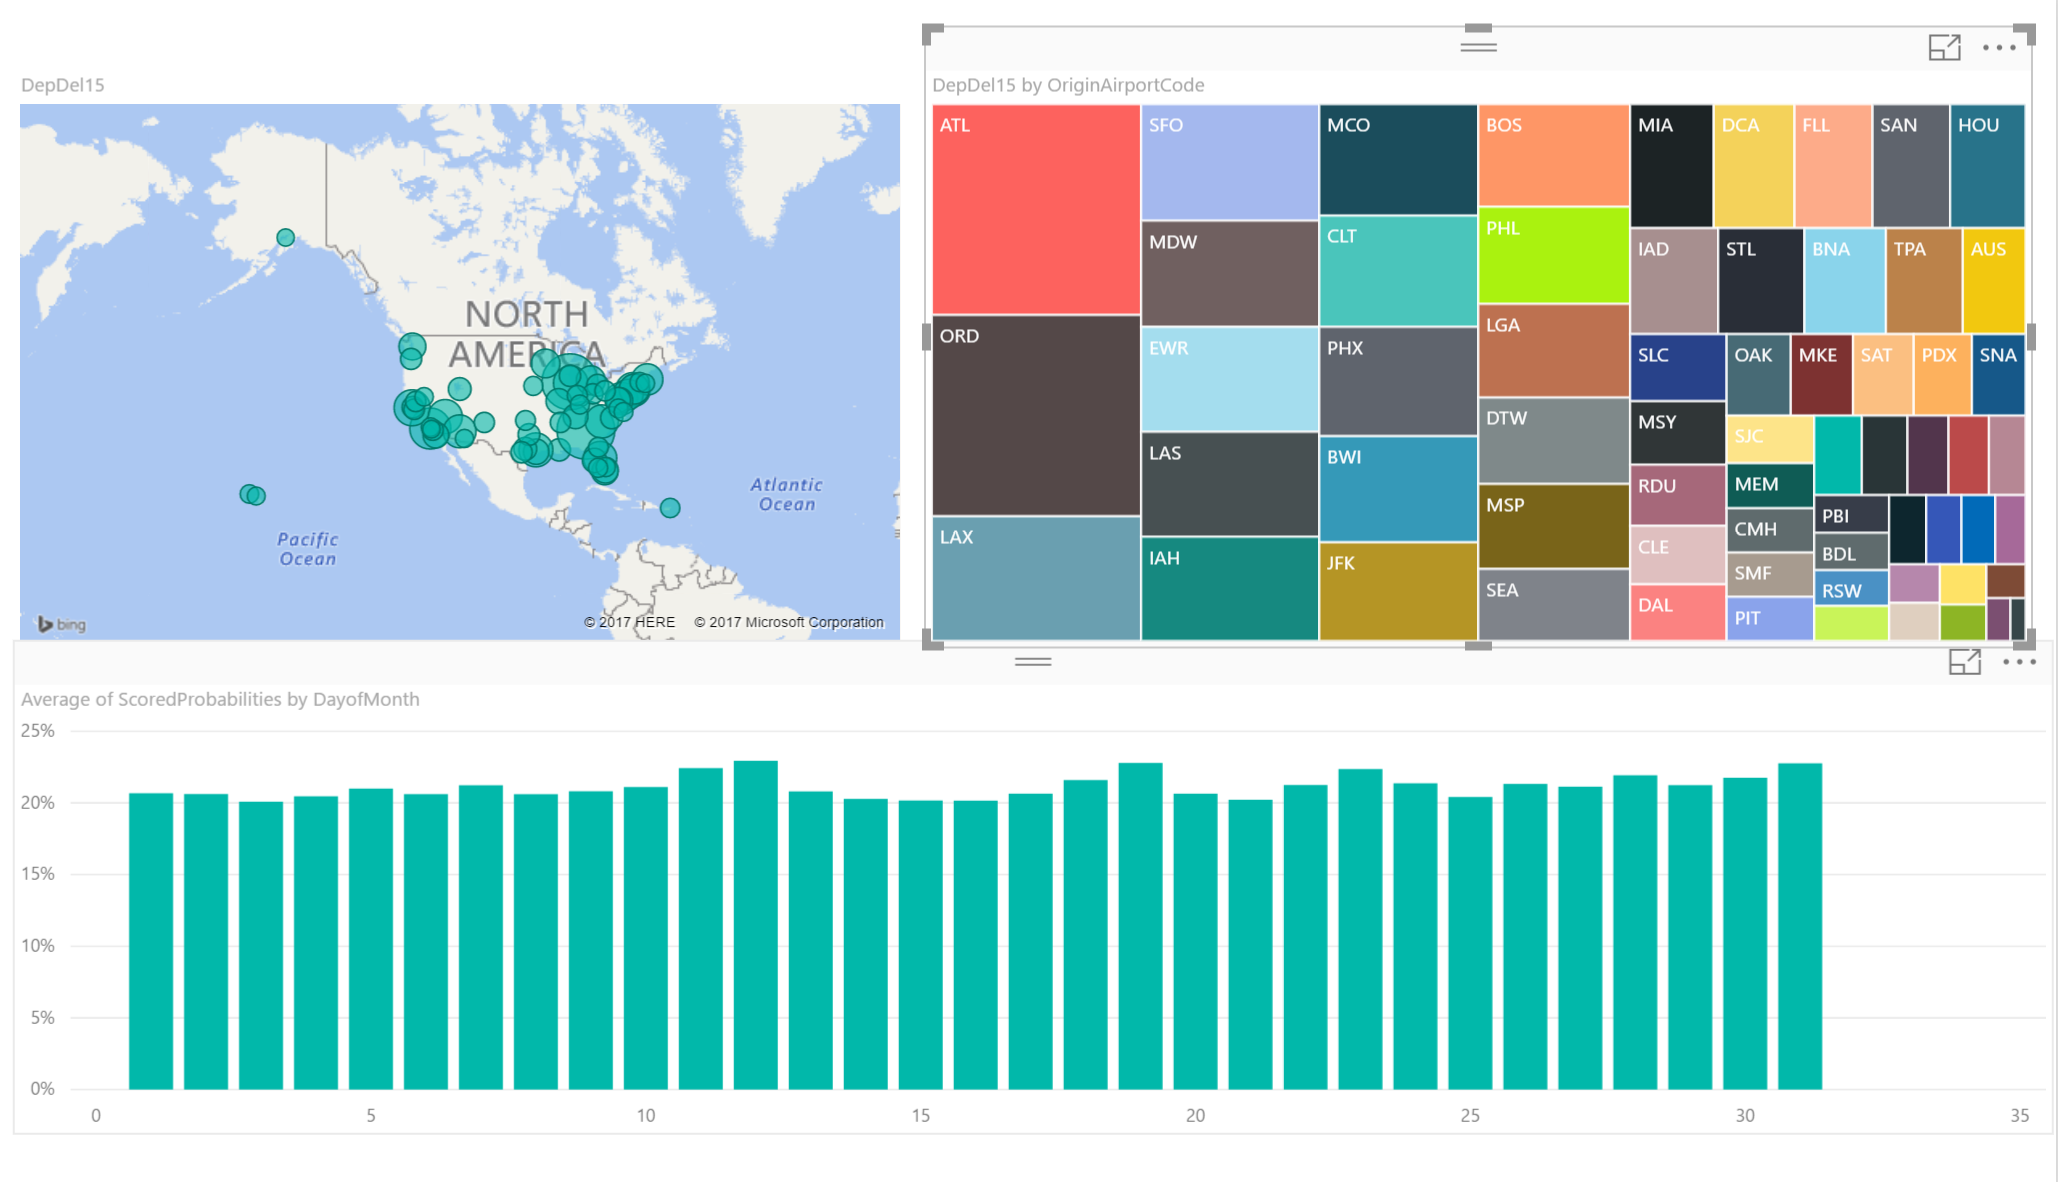 DepDel15
NORTH
AMERICA
Atlantic
Ocean
Pacific
Ocean
bing
© 2017 HERE © 2017 Microsoft Corporation
DepDel15 by OriginAirportCode
ATL
ORD
LAX
SFO
MDW
EWR
LAS
IAH
MCO
CLT
PHX
BWI
JFK
BOS
PHL
LGA
DTW
MSP
SEA
MIA DCA FLL SAN HOU
IAD STL BNA TPA AUS
SLC OAK MKE SAT PDX SNA
MSY
RDU
CLE
DAL
SJC
MEM
CMH
SMF
PIT
PBI
BDL
RSW
Average of ScoredProbabilities by DayofMonth
25%
20%
15%
10%
5%
0%
0 5 10 15 20 25 30 35